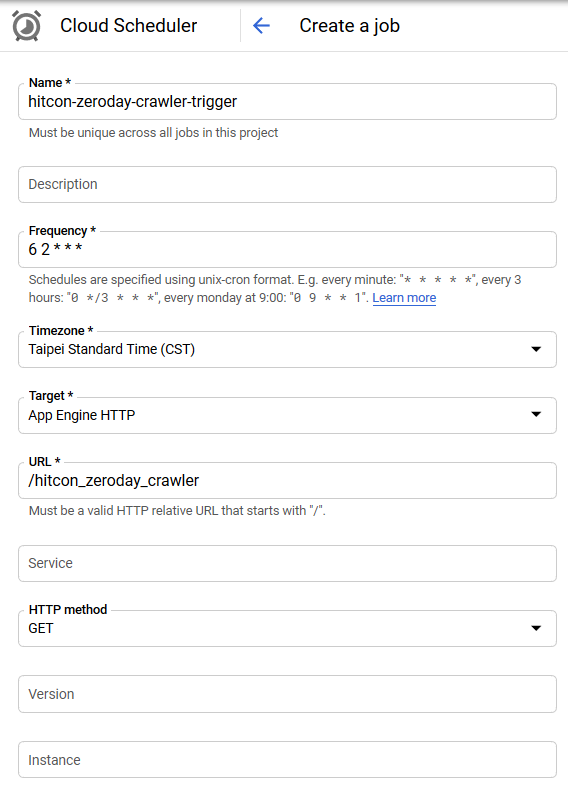 Cloud Scheduler
Create a job
Name *
hitcon-zeroday-crawler-trigger
Must be unique across all jobs in this project
Description
Frequency *
6 2 * * *
Schedules are specified using unix-cron format. E.g. every minute: "* * * * *", every 3
hours: "0 */3 * * *", every monday at 9:00: "0 9 * * 1". Learn more
Timezone *
Taipei Standard Time (CST)
Target *
App Engine HTTP
URL *
/hitcon_zeroday_crawler
Must be a valid HTTP relative URL that starts with "/".
Service
HTTP method
GET
Version
Instance